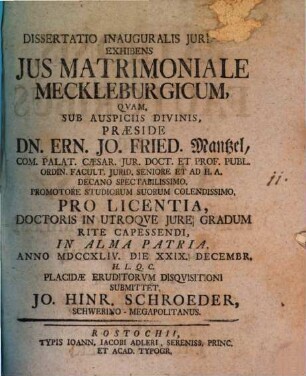 DISSERTATIO INAUGURALIS JURI
EXHIBENS
JUS MATRIMONIALE
MECKLEBURGICUM,
QVAM,
SUB AUSPICIIS DIVINIS,
PRÆSIDE
DN. ERN. JO. FRIED. Mantzel,
COM. PALAT. CÆSAR. JUR. DOCT. ET PROF. PUBL.
ORDIN. FACULT. JURID. SENIORE ET AD H. A.
DECANO SPECTABILISSIMO,
PROMOTORE STUDIORUM SUORUM COLENDISSIMO,
PRO LICENTIA,
DOCTORIS IN UTROQVE JURE GRADUM
RITE CAPESSENDI,
IN ALMA PATRIA,
ANNO MDCCXLIV. DIE XXIX. DECEMBR.
H. L. Q. C.
PLACIDÆ ERUDITORVM DISQVISITIONI
SUBMITTET,
JO. HINR. SCHROEDER,
SCHWERINO - MEGAPOLITANUS.
ROSTOCHII,
TYPIS IOANN. IACOBI ADLERI, SERENISS. PRINC.
ET ACAD. TYPOGR.